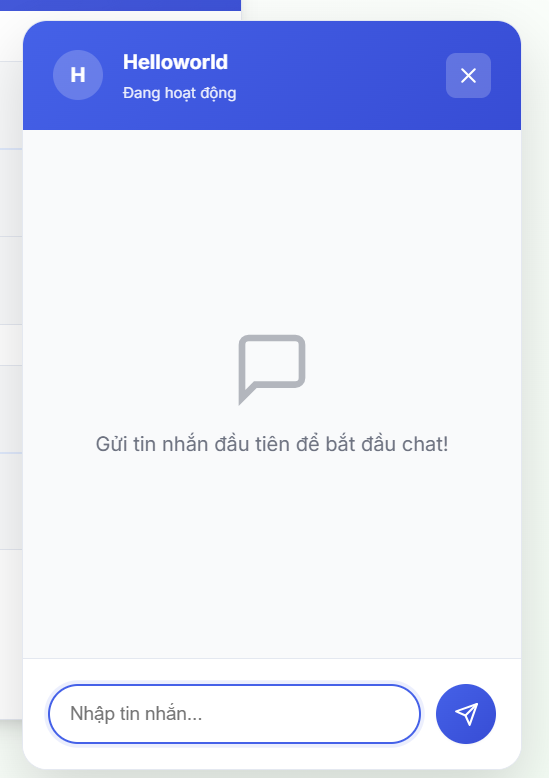 H
Helloworld
Đang hoạt động
Gửi tin nhắn đầu tiên để bắt đầu chat!
Nhập tin nhắn...